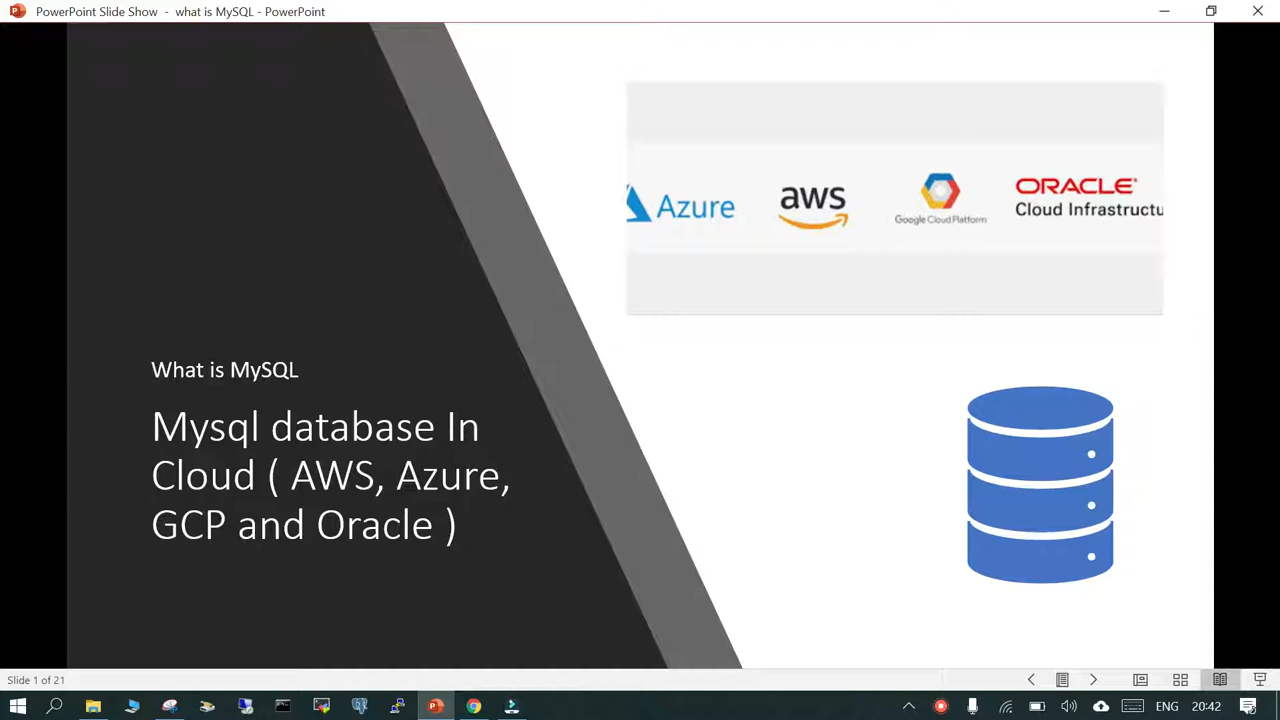 PowerPoint Slide Show - what is MySQL - PowerPoint
Azure
aws
Google Cloud Platform
ORACLE®
Cloud Infrastructu
What is MySQL
Mysql database In
Cloud ( AWS, Azure,
GCP and Oracle )
Slide 1 of 21
ENG
20:42